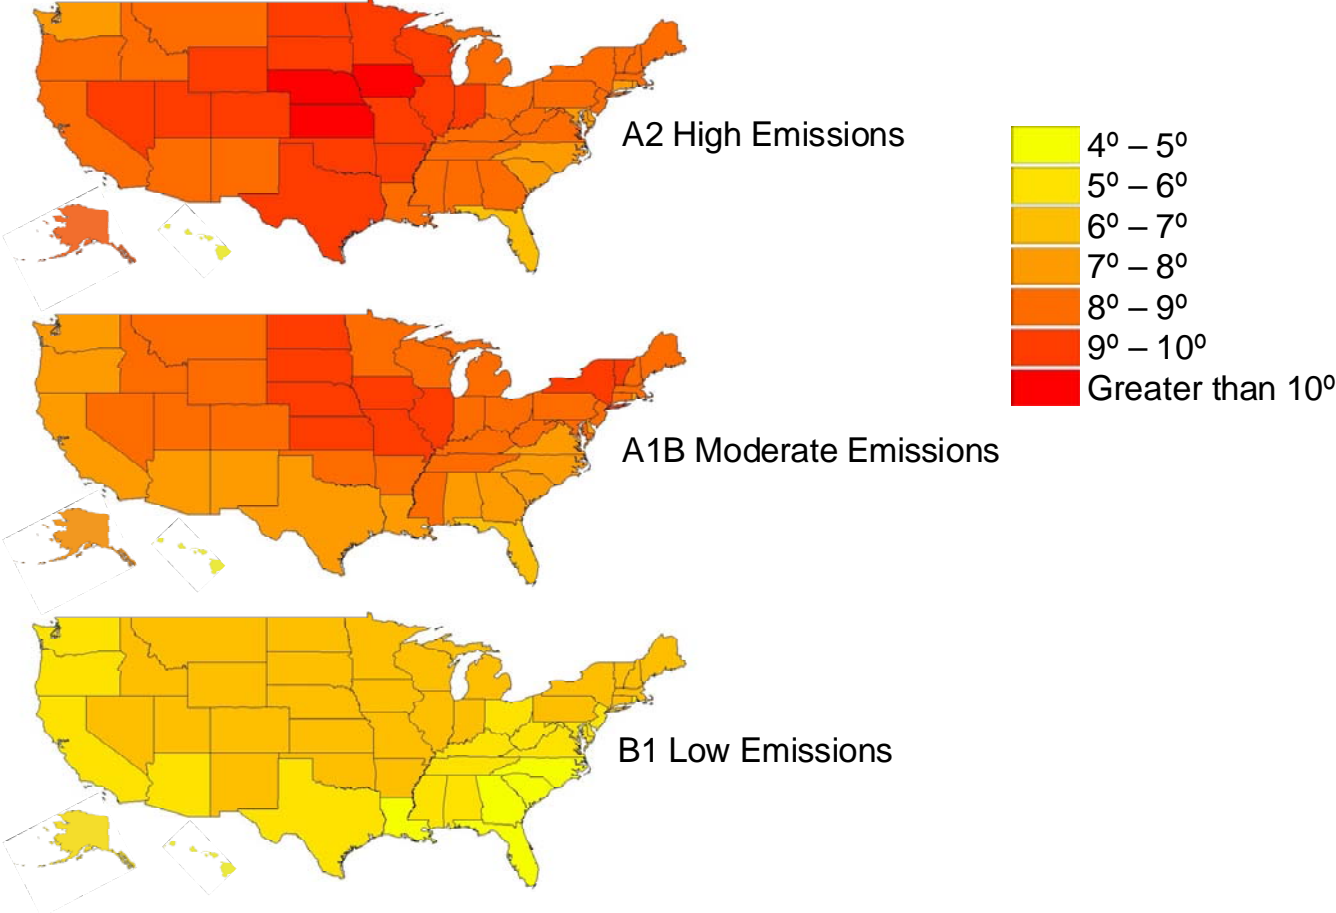 A2 High Emissions
4º – 5º
5º – 6º
6º – 7º
7º – 8º
8º – 9º
9º – 10º
Greater than 10º
A1B Moderate Emissions
B1 Low Emissions